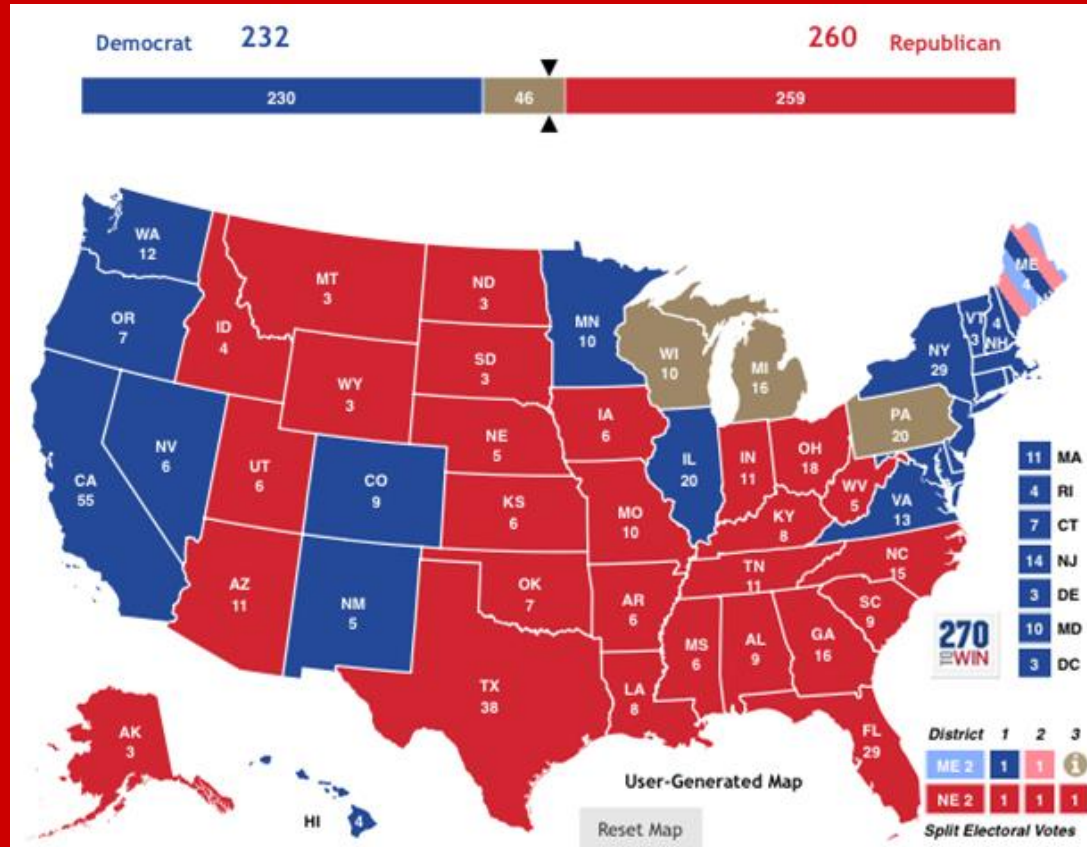 Democrat 232 260 Republican
230 46 259
WA
12
MT
3
ND
3
MN
10
ME
4
OR
7
ID
4
SD
3
WI
10
MI
16
VT
3
4
NH
NY
29
WY
3
IA
6
PA
20
NV
6
NE
5
IL
20
IN
11
OH
18
CA
55
UT
6
CO
9
WV
5
VA
13
KS
6
MO
10
KY
8
NC
15
TN
11
AZ
11
NM
5
OK
7
AR
6
SC
9
MS
6
AL
9
GA
16
TX
38
LA
8
FL
29
AK
3
HI 4
11 MA
4 RI
7 CT
14 NJ
3 DE
10 MD
3 DC
270
TO WIN
District 1 2 3
ME 2 1 1 i
NE 2 1 1 1
Split Electoral Votes
User-Generated Map
Reset Map